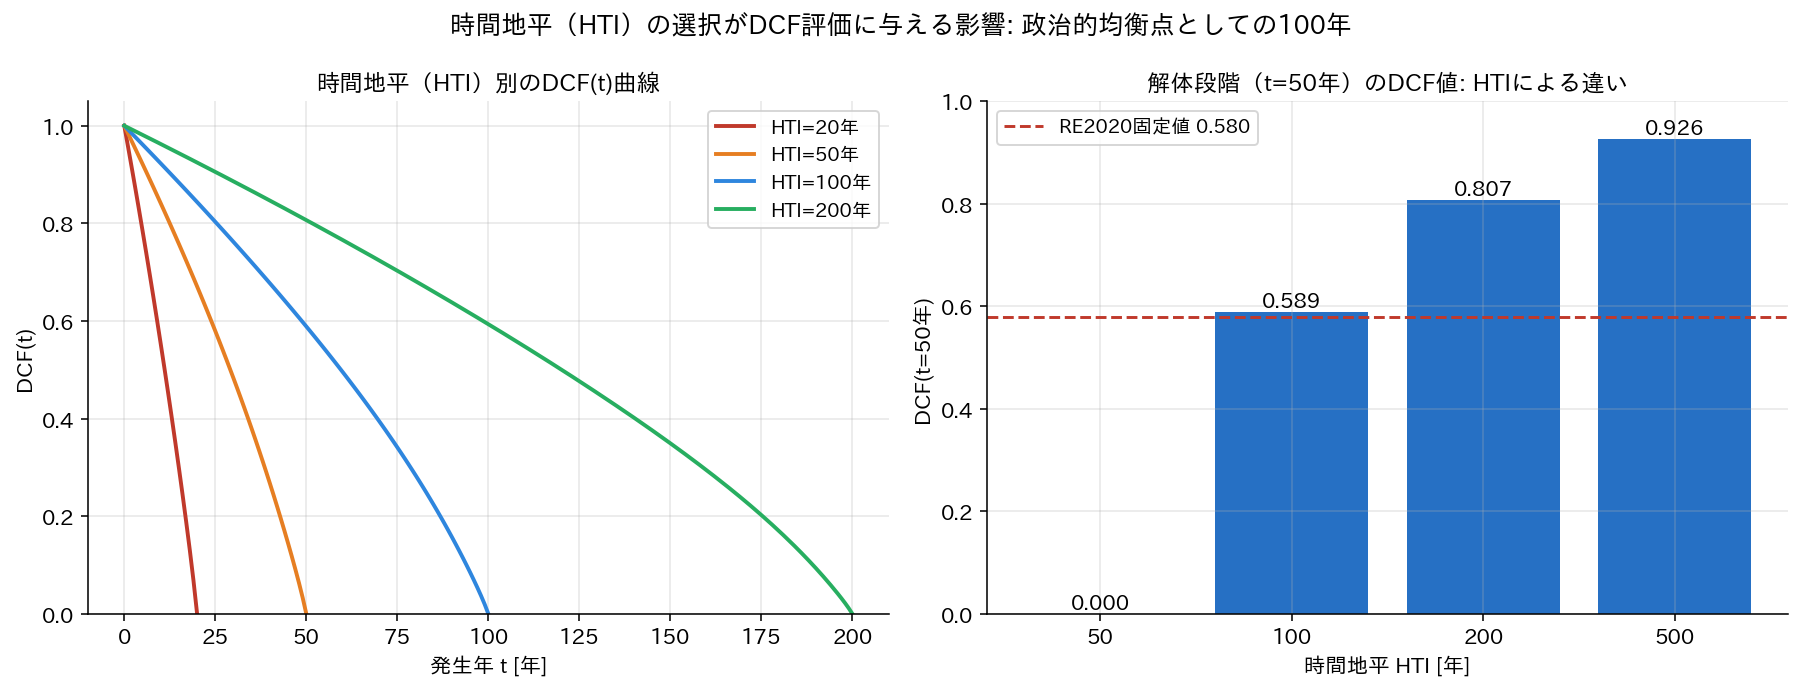 時間地平（HTI）の選択がDCF評価に与える影響: 政治的均衡点としての100年
時間地平（HTI）別のDCF(t)曲線
DCF(t)
1.0
0.8
0.6
0.4
0.2
0.0
HTI=20年
HTI=50年
HTI=100年
HTI=200年
0 25 50 75 100 125 150 175 200
発生年 t [年]
解体段階（t=50年）のDCF値: HTIによる違い
DCF(t=50年)
1.0
0.8
0.6
0.4
0.2
0.0
RE2020固定値 0.580
0.000
0.589
0.807
0.926
50 100 200 500
時間地平 HTI [年]